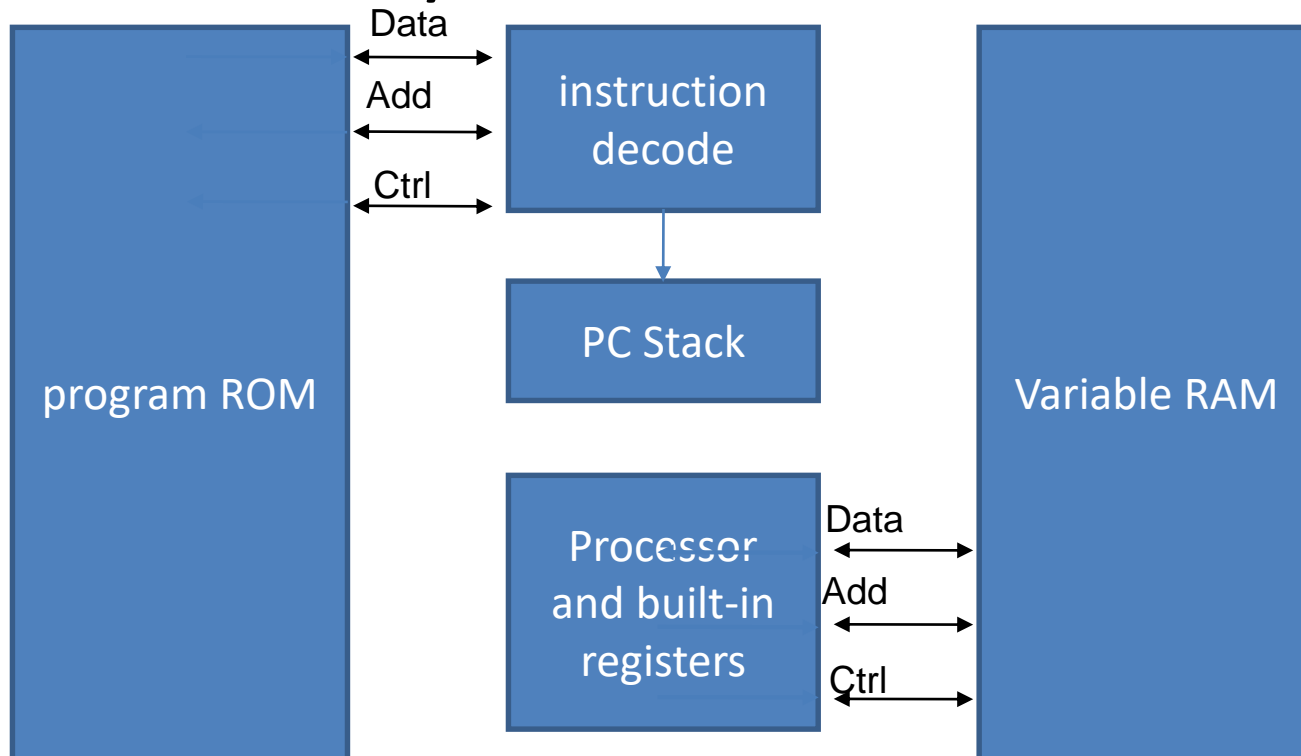 Data
Add
Ctrl
instruction
decode
PC Stack
program ROM
Variable RAM
Processor
and built-in
registers
Data
Add
Ctrl